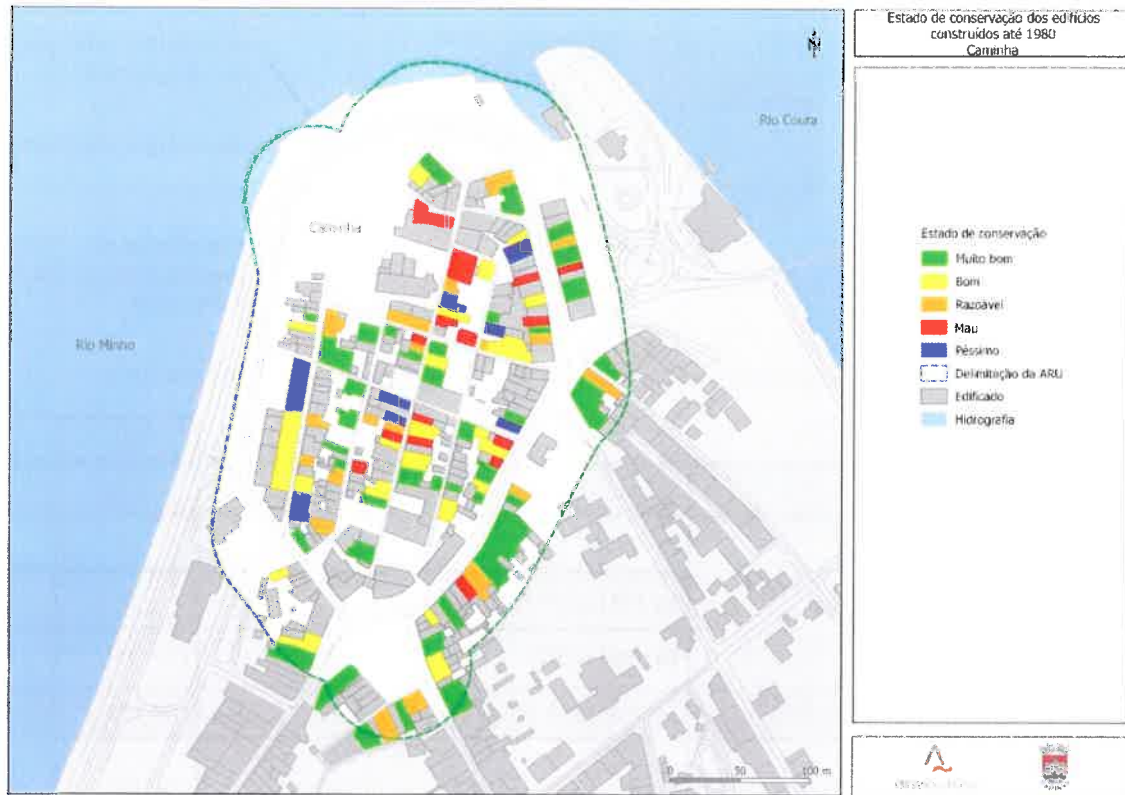 Estado de conservação dos edifícios
construídos até 1980
Caminha
N
Rio Coura
Caminha
Rio Minho
Estado de conservação
Muito bom
Bom
Razoável
Mau
Péssimo
Delimitação da ARU
Edificado
Hidrografia
0 50 100 m